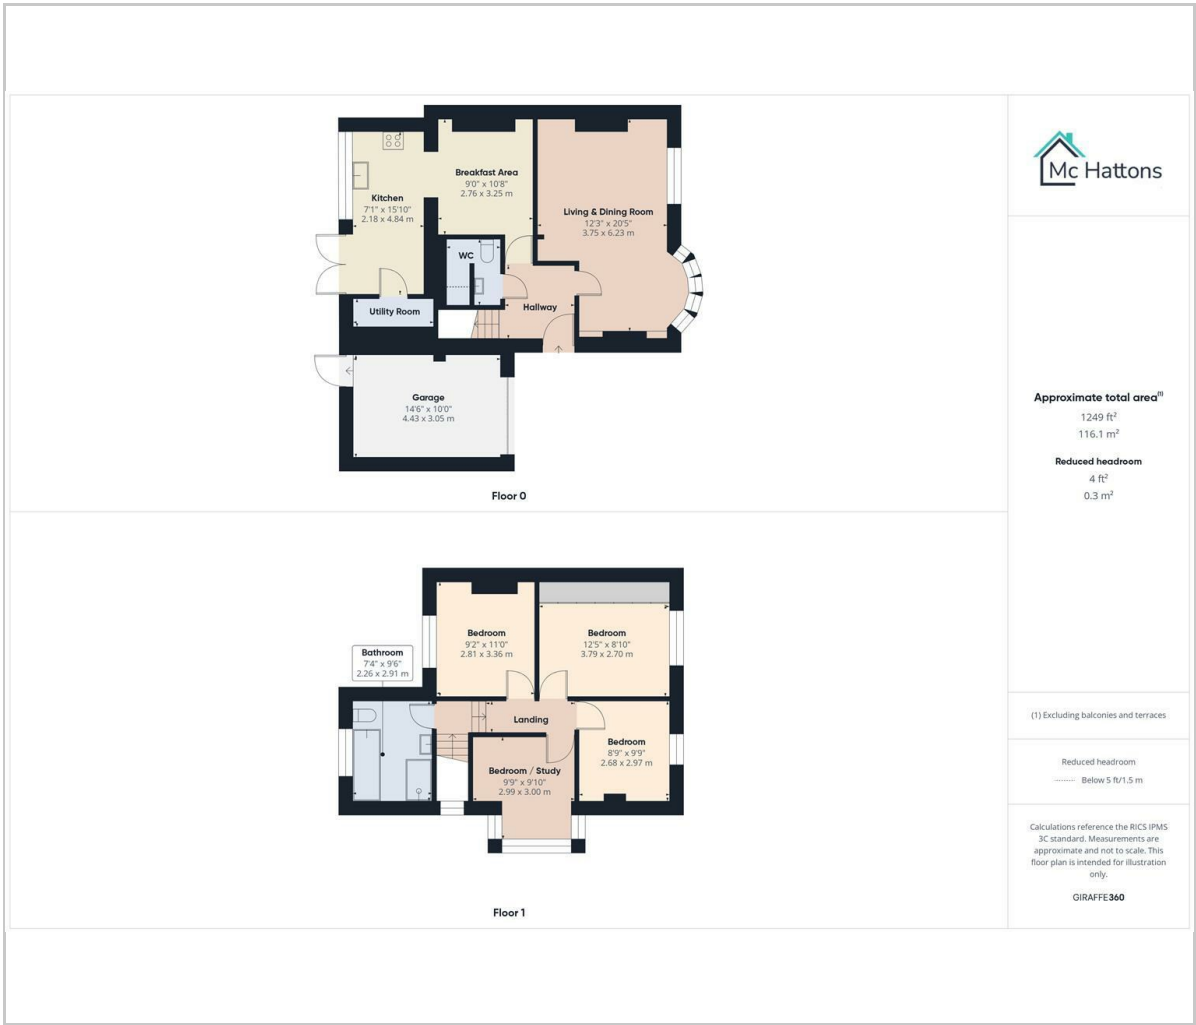 Breakfast Area
9'0" x 10'8"
2.76 x 3.25 m
Kitchen
7'1" x 15'10"
2.18 x 4.84 m
Living & Dining Room
12'3" x 20'5"
3.75 x 6.23 m
WC
Hallway
Utility Room
Garage
14'6" x 10'0"
4.43 x 3.05 m
Floor 0
Bedroom
9'2" x 11'0"
2.81 x 3.36 m
Bedroom
12'5" x 8'10"
3.79 x 2.70 m
Bathroom
7'4" x 9'6"
2.26 x 2.91 m
Landing
Bedroom
8'9" x 9'9"
2.68 x 2.97 m
Bedroom / Study
9'9" x 9'10"
2.99 x 3.00 m
Floor 1
Mc Hattons
Approximate total area(1)
1249 ft²
116.1 m²
Reduced headroom
4 ft²
0.3 m²
(1) Excluding balconies and terraces
Reduced headroom
Below 5 ft/1.5 m
Calculations reference the RICS IPMS
3C standard. Measurements are
approximate and not to scale. This
floor plan is intended for illustration
only.
GIRAFFE360